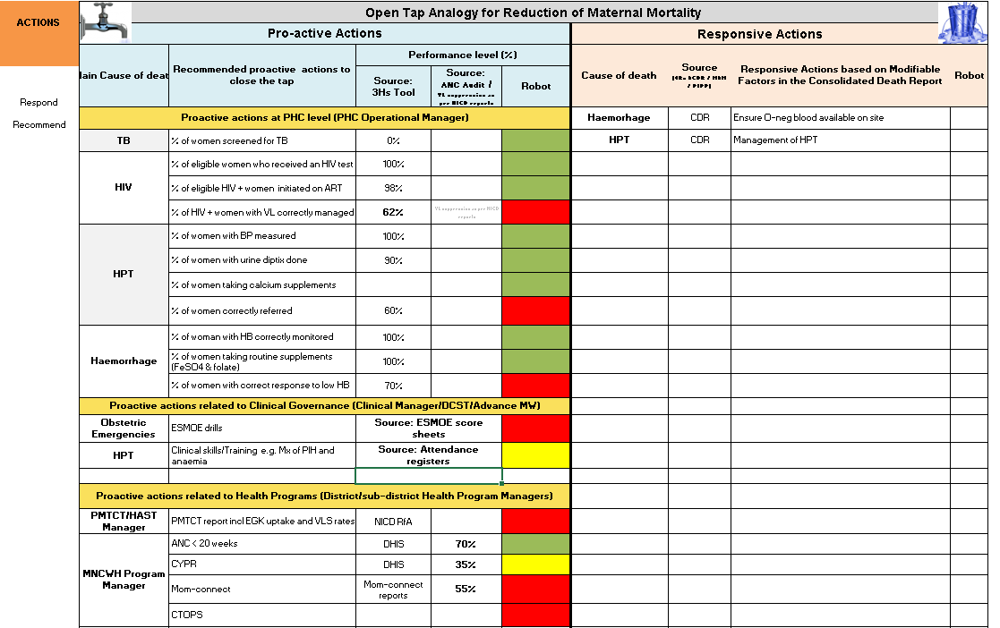 ACTIONS
Respond
Recommend
Open Tap Analogy for Reduction of Maternal Mortality
Pro-active Actions
Responsive Actions
lain Cause of deat
Recommended proactive actions to
close the tap
Performance level (%)
Source:
3Hs Tool
Source:
ANC Audit /
VL suppression as
per NICD reports
Robot
Cause of death
Source
Responsive Actions based on Modifiable
Factors in the Consolidated Death Report
Robot
Proactive actions at PHC level (PHC Operational Manager)
Haemorhage
CDR
Ensure O-neg blood available on site
TB
% of women screened for TB
0%
HPT
CDR
Management of HPT
HIV
% of eligible women who received an HIV test
100%
% of eligible HIV + women initiated on ART
98%
% of HIV + women with VL correctly managed
62%
VL suppression as per NICD
reports
HPT
% of women with BP measured
100%
% of women with urine diptix done
90%
% of women taking calcium supplements
% of women correctly referred
60%
Haemorrhage
% of woman with HB correctly monitored
100%
% of women taking routine supplements
(FeSO4 & folate)
100%
% of women with correct response to low HB
70%
Proactive actions related to Clinical Governance (Clinical Manager/DCST/Advance MW)
Obstetric
Emergencies
ESMOE drills
Source: ESMOE score
sheets
HPT
Clinical skills/Training e.g. Mx of PIH and
anaemia
Source: Attendance
registers
Proactive actions related to Health Programs (District/sub-district Health Program Managers)
PMTCT/HAST
Manager
PMTCT report incl EGK uptake and VLS rates
NICD RfA
MNCWH Program
Manager
ANC < 20 weeks
DHIS
70%
CYPR
DHIS
35%
Mom-connect
Mom-connect
reports
55%
CTOPS